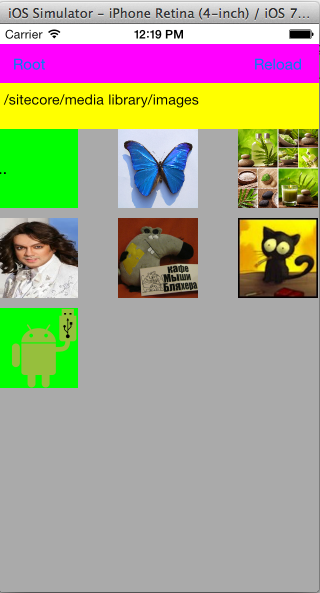 iOS Simulator - iPhone Retina (4-inch) / iOS 7...
Carrier 12:19 PM
Root Reload
/sitecore/media library/images
..
кафе
Мыши
Бляхера